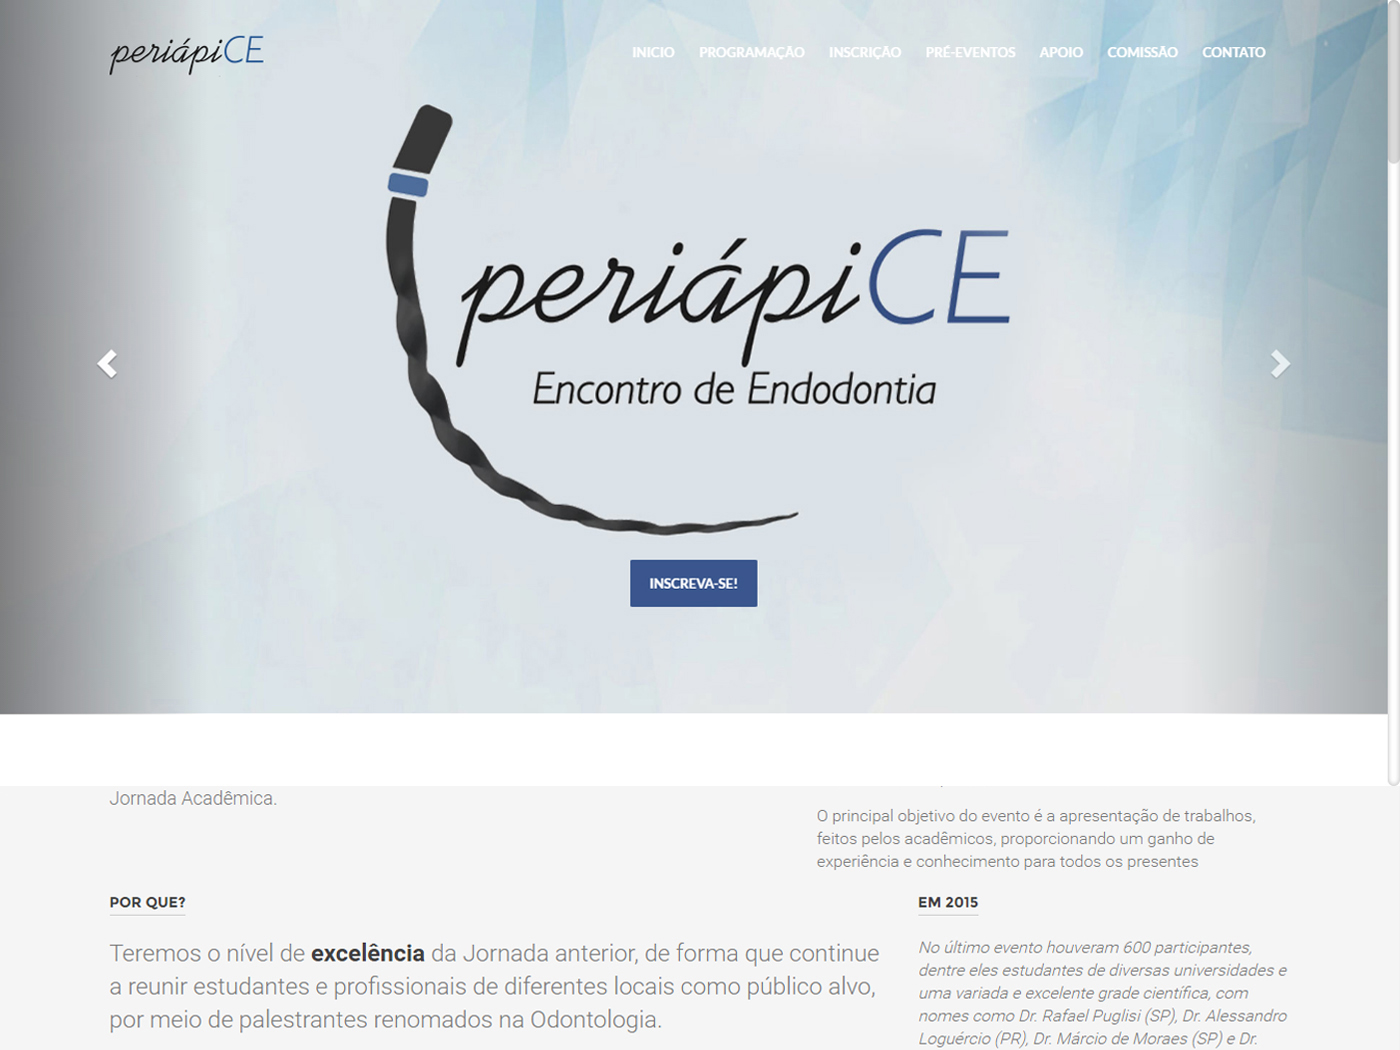 periápiCE
INICIO PROGRAMAÇÃO INSCRIÇÃO PRÉ-EVENTOS APOIO COMISSÃO CONTATO
periápiCE
Encontro de Endodontia
INSCREVA-SE!
Jornada Acadêmica.
O principal objetivo do evento é a apresentação de trabalhos,
feitos pelos acadêmicos, proporcionando um ganho de
experiência e conhecimento para todos os presentes
POR QUE?
Teremos o nível de excelência da Jornada anterior, de forma que continue
a reunir estudantes e profissionais de diferentes locais como público alvo,
por meio de palestrantes renomados na Odontologia.
EM 2015
No último evento houveram 600 participantes,
dentre eles estudantes de diversas universidades e
uma variada e excelente grade científica, com
nomes como Dr. Rafael Puglisi (SP), Dr. Alessandro
Loguércio (PR), Dr. Márcio de Moraes (SP) e Dr.